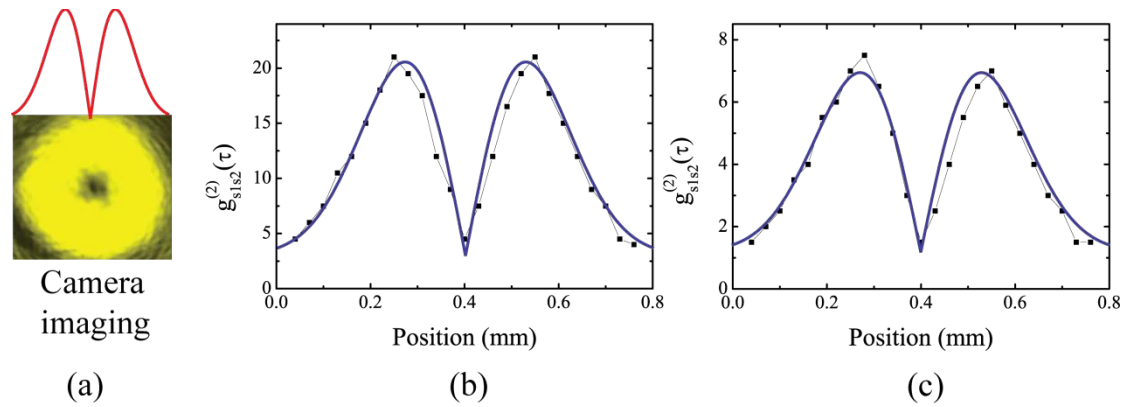 Camera
imaging
(a)
g_{s1s2}^{(2)}(τ)
20
15
10
5
0
0.0 0.2 0.4 0.6 0.8
Position (mm)
(b)
g_{s1s2}^{(2)}(τ)
8
6
4
2
0
0.0 0.2 0.4 0.6 0.8
Position (mm)
(c)